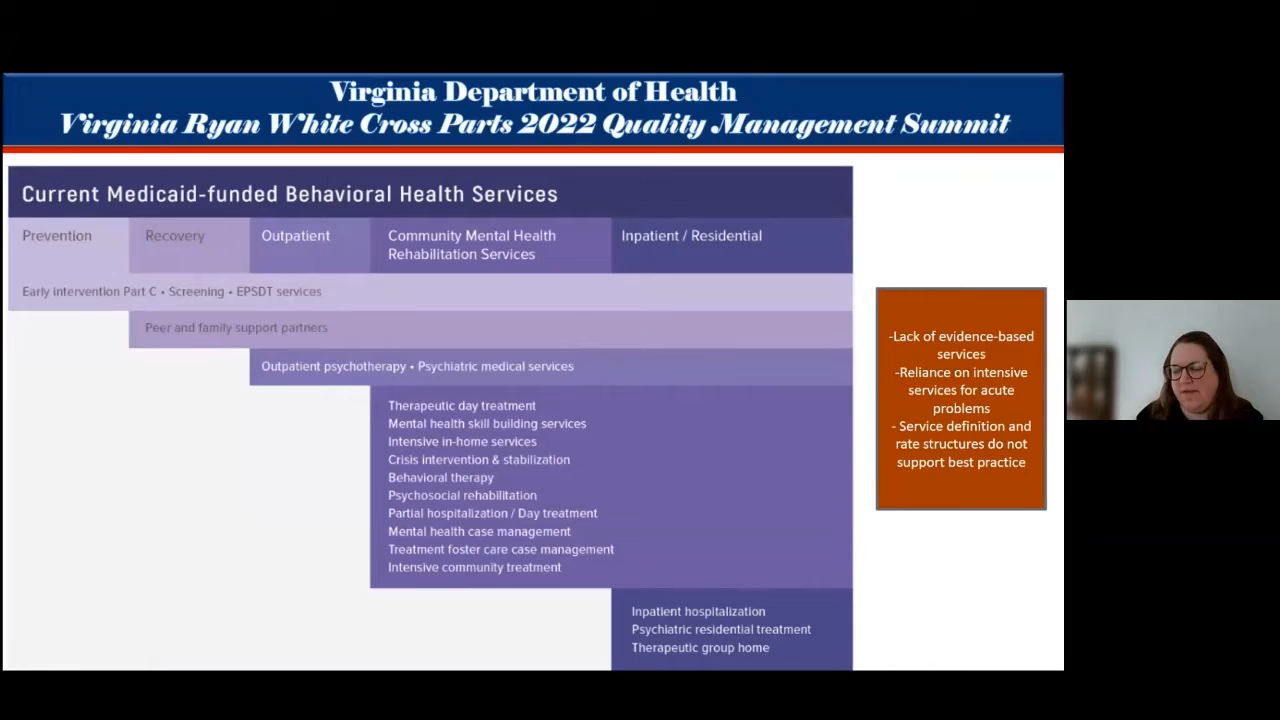 Virginia Department of Health
Virginia Ryan White Cross Parts 2022 Quality Management Summit
Current Medicaid-funded Behavioral Health Services
Prevention
Recovery
Outpatient
Community Mental Health
Rehabilitation Services
Inpatient / Residential
Early intervention Part C • Screening • EPSDT services
Peer and family support partners
Outpatient psychotherapy • Psychiatric medical services
Therapeutic day treatment
Mental health skill building services
Intensive in-home services
Crisis intervention & stabilization
Behavioral therapy
Psychosocial rehabilitation
Partial hospitalization / Day treatment
Mental health case management
Treatment foster care case management
Intensive community treatment
Inpatient hospitalization
Psychiatric residential treatment
Therapeutic group home
-Lack of evidence-based
services
-Reliance on intensive
services for acute
problems
- Service definition and
rate structures do not
support best practice